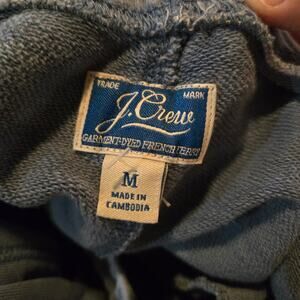 TRADE MARK
J.Crew
GARMENT-DYED FRENCH TERRY
M
MADE IN
CAMBODIA